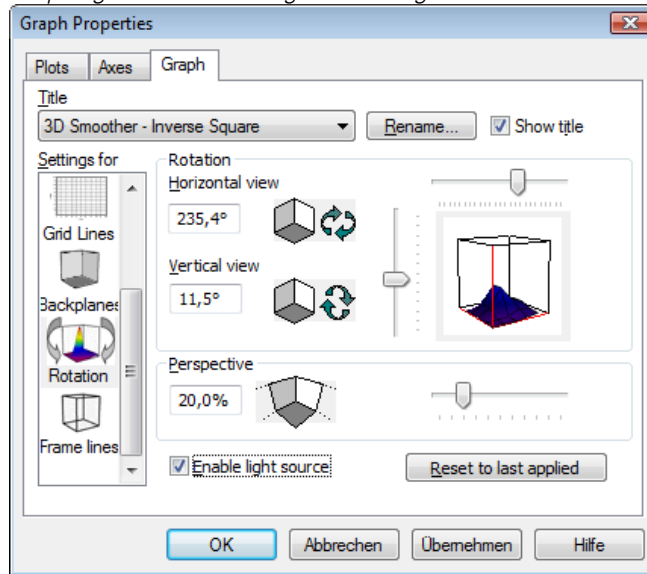 Graph Properties
Plots Axes Graph
Title
3D Smoother - Inverse Square Rename... Show title
Settings for
Grid Lines
Backplanes
Rotation
Frame lines
Rotation
Horizontal view
235,4°
Vertical view
11,5°
Perspective
20,0%
Enable light source Reset to last applied
OK Abbrechen Übernehmen Hilfe